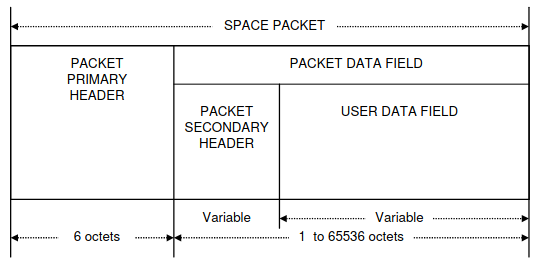 SPACE PACKET
PACKET
PRIMARY
HEADER
PACKET DATA FIELD
PACKET
SECONDARY
HEADER
USER DATA FIELD
Variable
Variable
6 octets
1 to 65536 octets